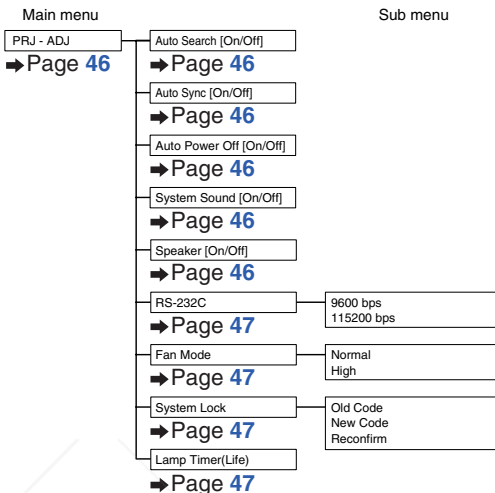 Main menu
Sub menu
PRJ - ADJ
➡Page 46
Auto Search [On/Off]
➡Page 46
Auto Sync [On/Off]
➡Page 46
Auto Power Off [On/Off]
➡Page 46
System Sound [On/Off]
➡Page 46
Speaker [On/Off]
➡Page 46
RS-232C
➡Page 47
9600 bps
115200 bps
Fan Mode
➡Page 47
Normal
High
System Lock
➡Page 47
Old Code
New Code
Reconfirm
Lamp Timer(Life)
➡Page 47